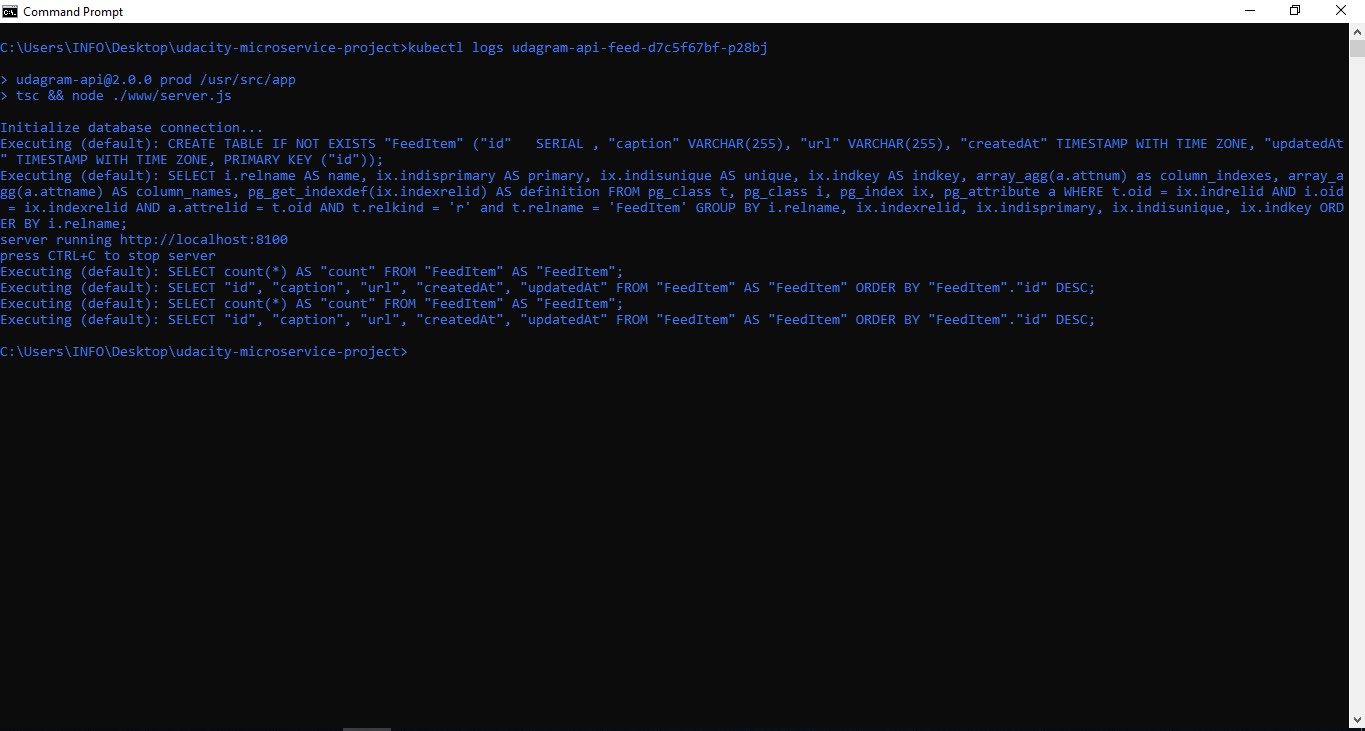 Command Prompt
C:\Users\INFO\Desktop\udacity-microservice-project>kubectl logs udagram-api-feed-d7c5f67bf-p28bj
> udagram-api@2.0.0 prod /usr/src/app
> tsc && node ./www/server.js
Initialize database connection...
Executing (default): CREATE TABLE IF NOT EXISTS "FeedItem" ("id"   SERIAL , "caption" VARCHAR(255), "url" VARCHAR(255), "createdAt" TIMESTAMP WITH TIME ZONE, "updatedAt
" TIMESTAMP WITH TIME ZONE, PRIMARY KEY ("id"));
Executing (default): SELECT i.relname AS name, ix.indisprimary AS primary, ix.indisunique AS unique, ix.indkey AS indkey, array_agg(a.attnum) as column_indexes, array_a
gg(a.attname) AS column_names, pg_get_indexdef(ix.indexrelid) AS definition FROM pg_class t, pg_class i, pg_index ix, pg_attribute a WHERE t.oid = ix.indrelid AND i.oid
 = ix.indexrelid AND a.attrelid = t.oid AND t.relkind = 'r' and t.relname = 'FeedItem' GROUP BY i.relname, ix.indexrelid, ix.indisprimary, ix.indisunique, ix.indkey ORD
ER BY i.relname;
server running http://localhost:8100
press CTRL+C to stop server
Executing (default): SELECT count(*) AS "count" FROM "FeedItem" AS "FeedItem";
Executing (default): SELECT "id", "caption", "url", "createdAt", "updatedAt" FROM "FeedItem" AS "FeedItem" ORDER BY "FeedItem"."id" DESC;
Executing (default): SELECT count(*) AS "count" FROM "FeedItem" AS "FeedItem";
Executing (default): SELECT "id", "caption", "url", "createdAt", "updatedAt" FROM "FeedItem" AS "FeedItem" ORDER BY "FeedItem"."id" DESC;
C:\Users\INFO\Desktop\udacity-microservice-project>